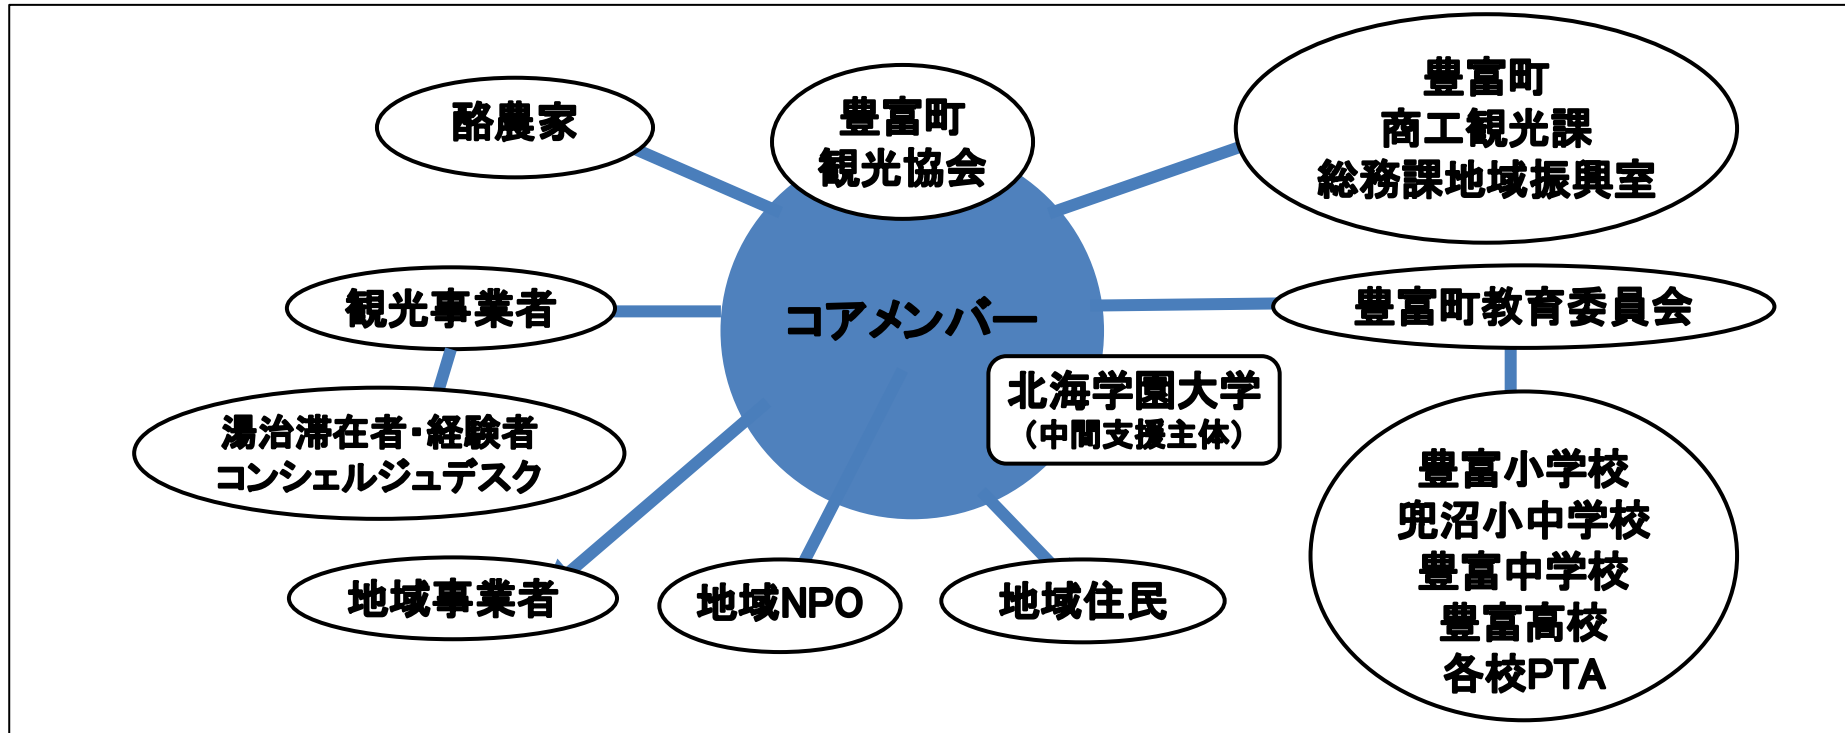 酪農家
豊富町
観光協会
豊富町
商工観光課
総務課地域振興室
観光事業者
コアメンバー
豊富町教育委員会
北海学園大学
（中間支援主体）
湯治滞在者・経験者
コンシェルジュデスク
豊富小学校
兜沼小中学校
豊富中学校
豊富高校
各校PTA
地域事業者
地域NPO
地域住民